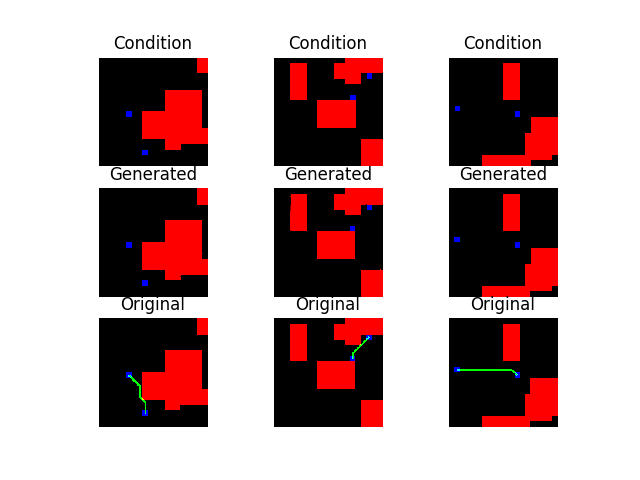 Condition Condition Condition
Generated Generated Generated
Original Original Original